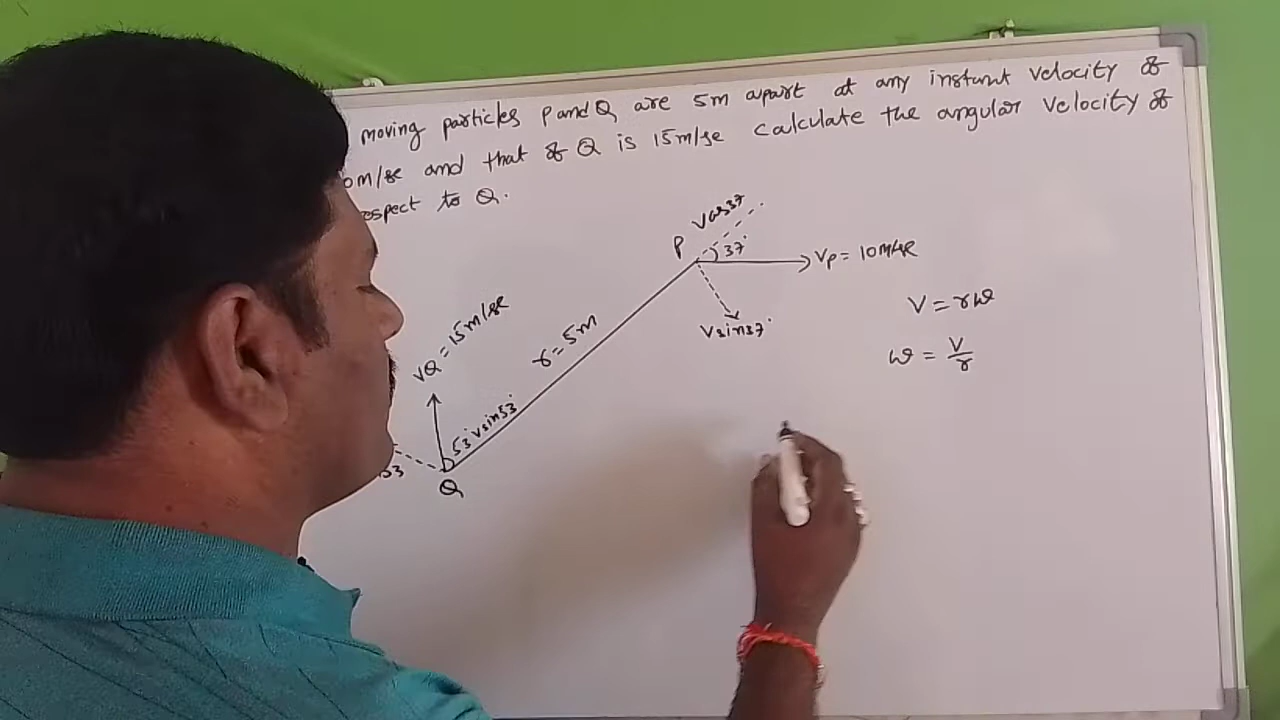 moving particles P and Q are 5m apart at any instant velocity of
0m/se and that of Q is 15m/se calculate the angular velocity of
espect to Q.
Vcos37
P
37°
Vp = 10m/se
Vsin37°
V = rω
ω = V/r
r = 5m
VQ = 15m/se
53°
vsin53°
53
Q